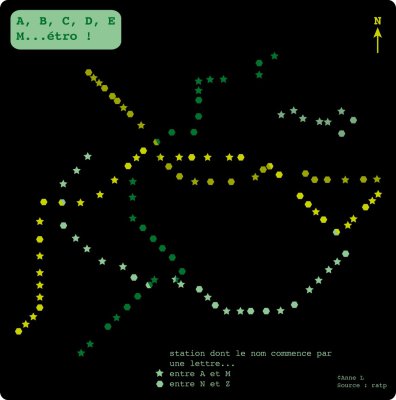 A, B, C, D, E
M...étro !
N
station dont le nom commence par
une lettre...
entre A et M
entre N et Z
©Anne L
Source : ratp